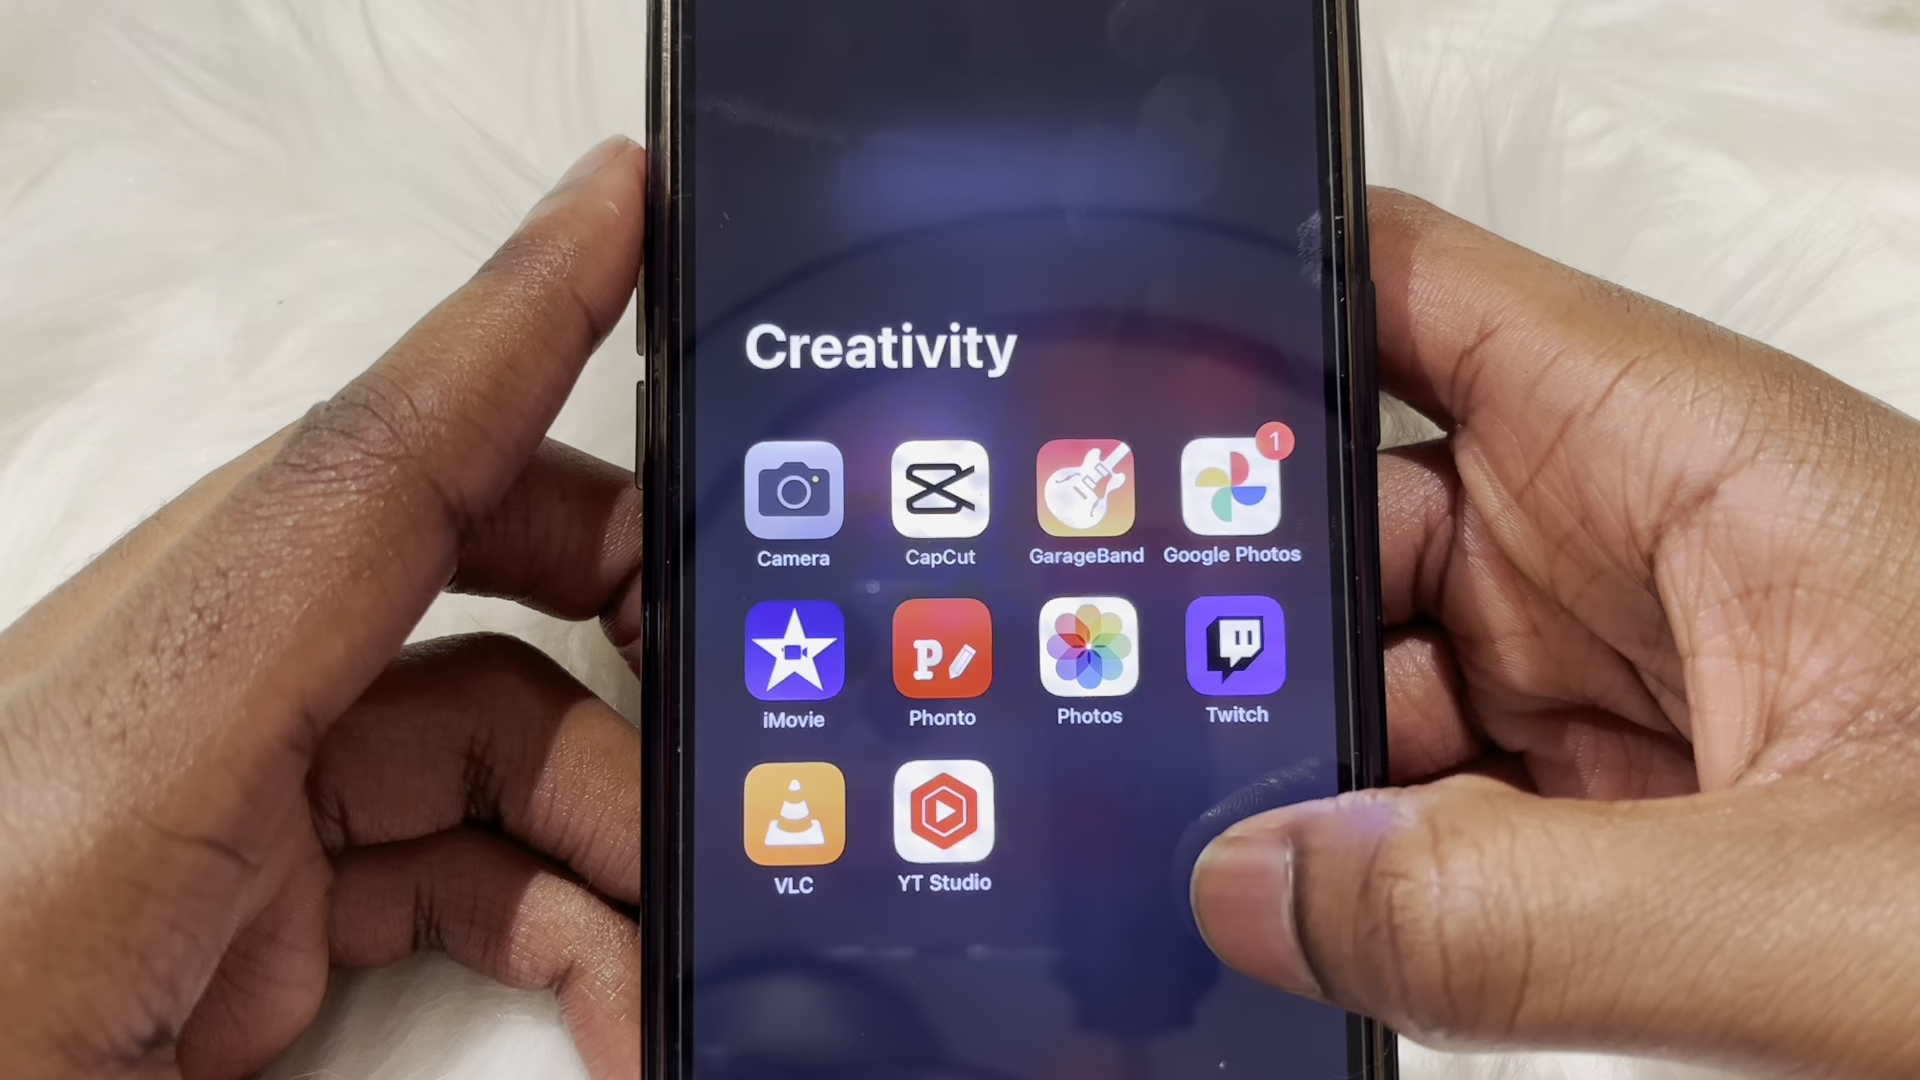 Creativity
1
Camera CapCut GarageBand Google Photos
P
iMovie Phonto Photos Twitch
VLC YT Studio